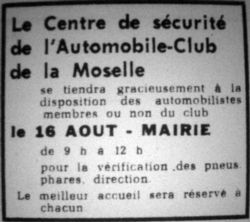 Le Centre de sécurité
de l'Automobile-Club
de la Moselle
se tiendra gracieusement à la
disposition des automobilistes
membres ou non du club
le 16 AOUT - MAIRIE
de 9 h à 12 h
pour la vérification des pneus
phares, direction.
Le meilleur accueil sera réservé à
chacun